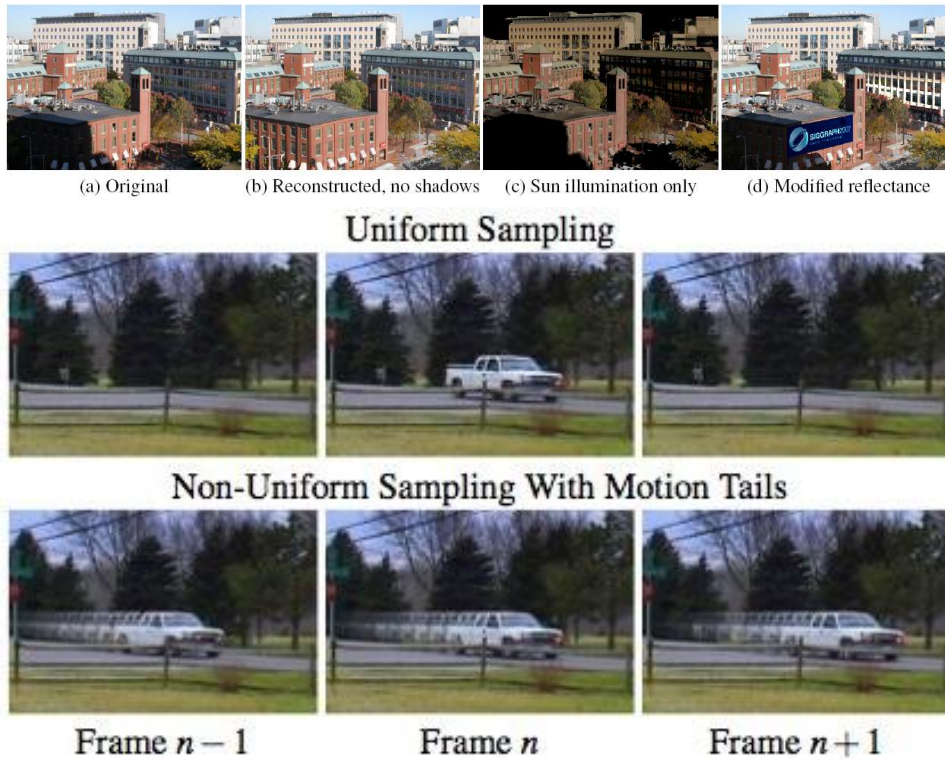 (a) Original
(b) Reconstructed, no shadows
(c) Sun illumination only
(d) Modified reflectance
SIGGRAPH2007
Uniform Sampling
Non-Uniform Sampling With Motion Tails
Frame n − 1
Frame n
Frame n + 1